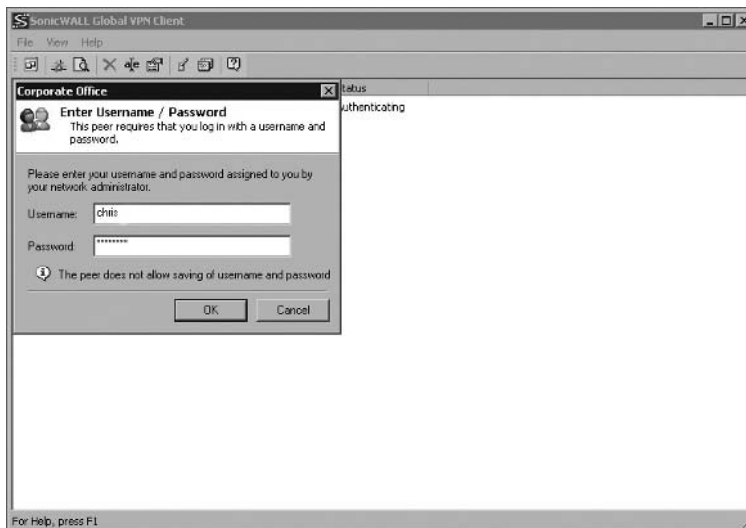 SonicWALL Global VPN Client
File View Help
Corporate Office
tatus
Enter Username / Password
uthenticating
This peer requires that you log in with a username and
password.
Please enter your username and password assigned to you by
your network administrator.
Username: chris
Password: ********
The peer does not allow saving of username and password
OK Cancel
For Help, press F1